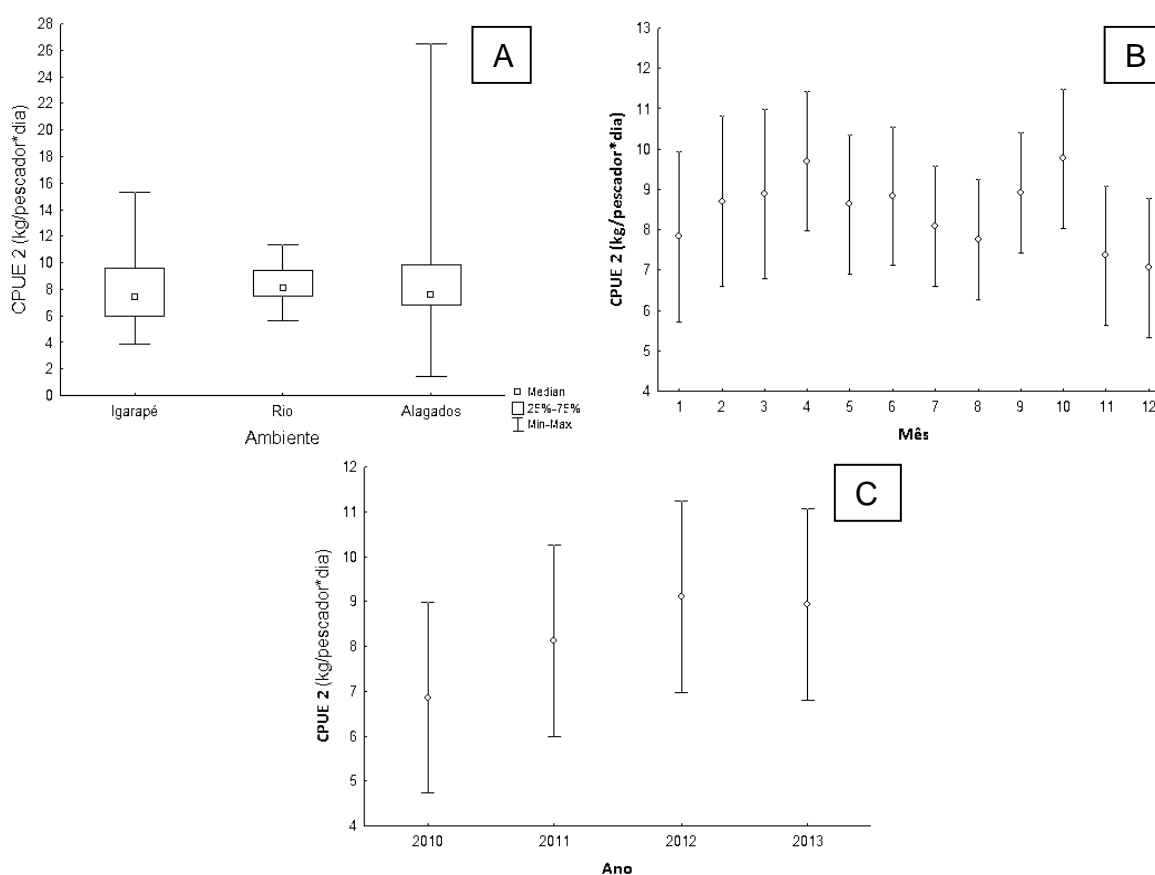 A
CPUE 2 (kg/pescador*dia)
28
26
24
22
20
18
16
14
12
10
8
6
4
2
0
Igarapé Rio Alagados
Ambiente
Median
25%-75%
Min-Max
B
CPUE 2 (kg/pescador*dia)
13
12
11
10
9
8
7
6
5
4
1 2 3 4 5 6 7 8 9 10 11 12
Mês
C
CPUE 2 (kg/pescador*dia)
12
11
10
9
8
7
6
5
4
2010 2011 2012 2013
Ano